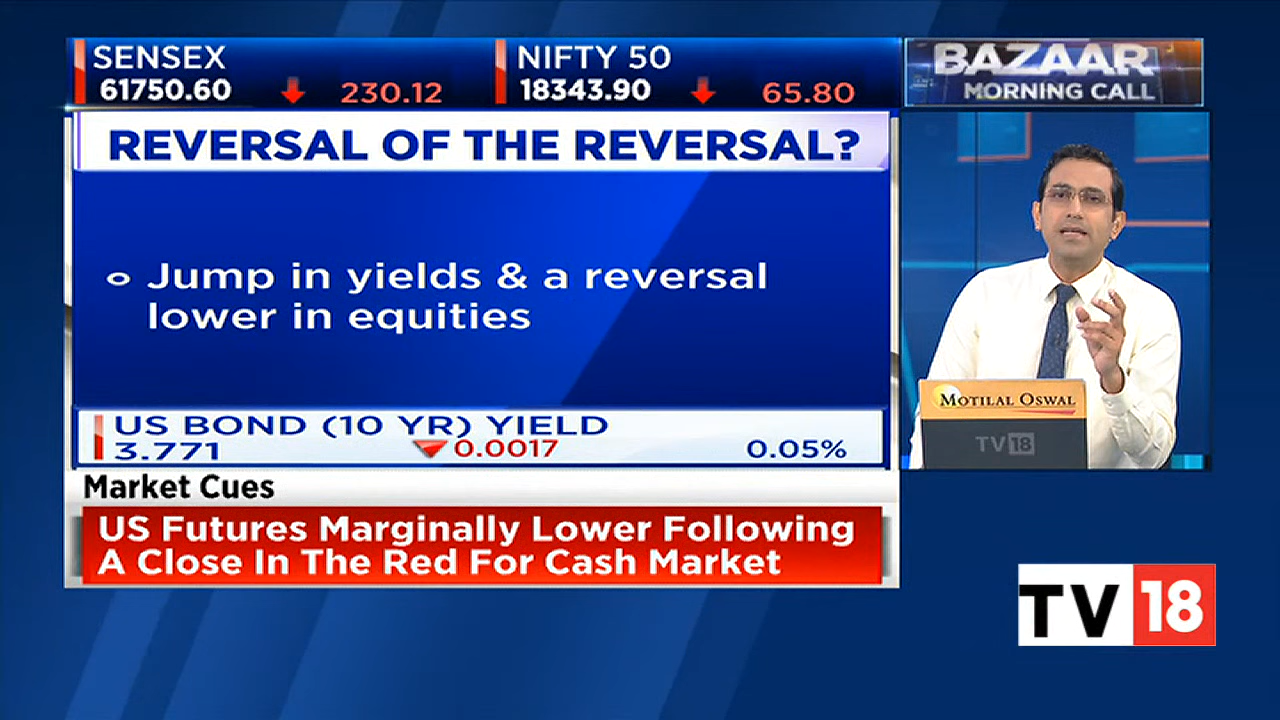 SENSEX
61750.60 230.12
NIFTY 50
18343.90 65.80
BAZAAR
MORNING CALL
REVERSAL OF THE REVERSAL?
Jump in yields & a reversal
lower in equities
US BOND (10 YR) YIELD
3.771 0.0017 0.05%
Market Cues
US Futures Marginally Lower Following
A Close In The Red For Cash Market
MOTILAL OSWAL
TV18
TV 18